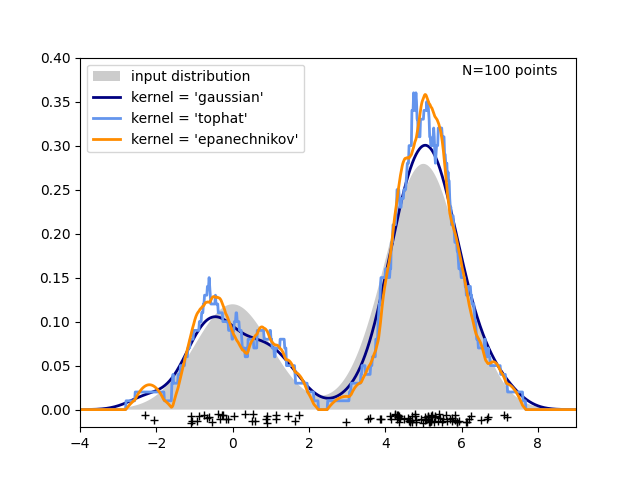 N=100 points
input distribution
kernel = 'gaussian'
kernel = 'tophat'
kernel = 'epanechnikov'
0.40
0.35
0.30
0.25
0.20
0.15
0.10
0.05
0.00
−4 −2 0 2 4 6 8